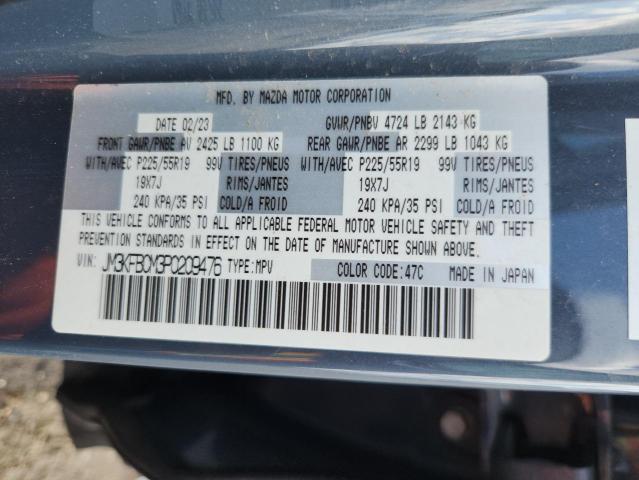 MFD. BY MAZDA MOTOR CORPORATION
DATE 02/23 GVWR/PNBV 4724 LB 2143 KG
FRONT GAWR/PNBE AV 2425 LB 1100 KG REAR GAWR/PNBE AR 2299 LB 1043 KG
WITH/AVEC P225/55R19 99V TIRES/PNEUS WITH/AVEC P225/55R19 99V TIRES/PNEUS
19X7J RIMS/JANTES 19X7J RIMS/JANTES
240 KPA/35 PSI COLD/A FROID 240 KPA/35 PSI COLD/A FROID
THIS VEHICLE CONFORMS TO ALL APPLICABLE FEDERAL MOTOR VEHICLE SAFETY AND THEFT
PREVENTION STANDARDS IN EFFECT ON THE DATE OF MANUFACTURE SHOWN ABOVE.
VIN: JM3KFBCM3P0209476 TYPE:MPV COLOR CODE:47C MADE IN JAPAN